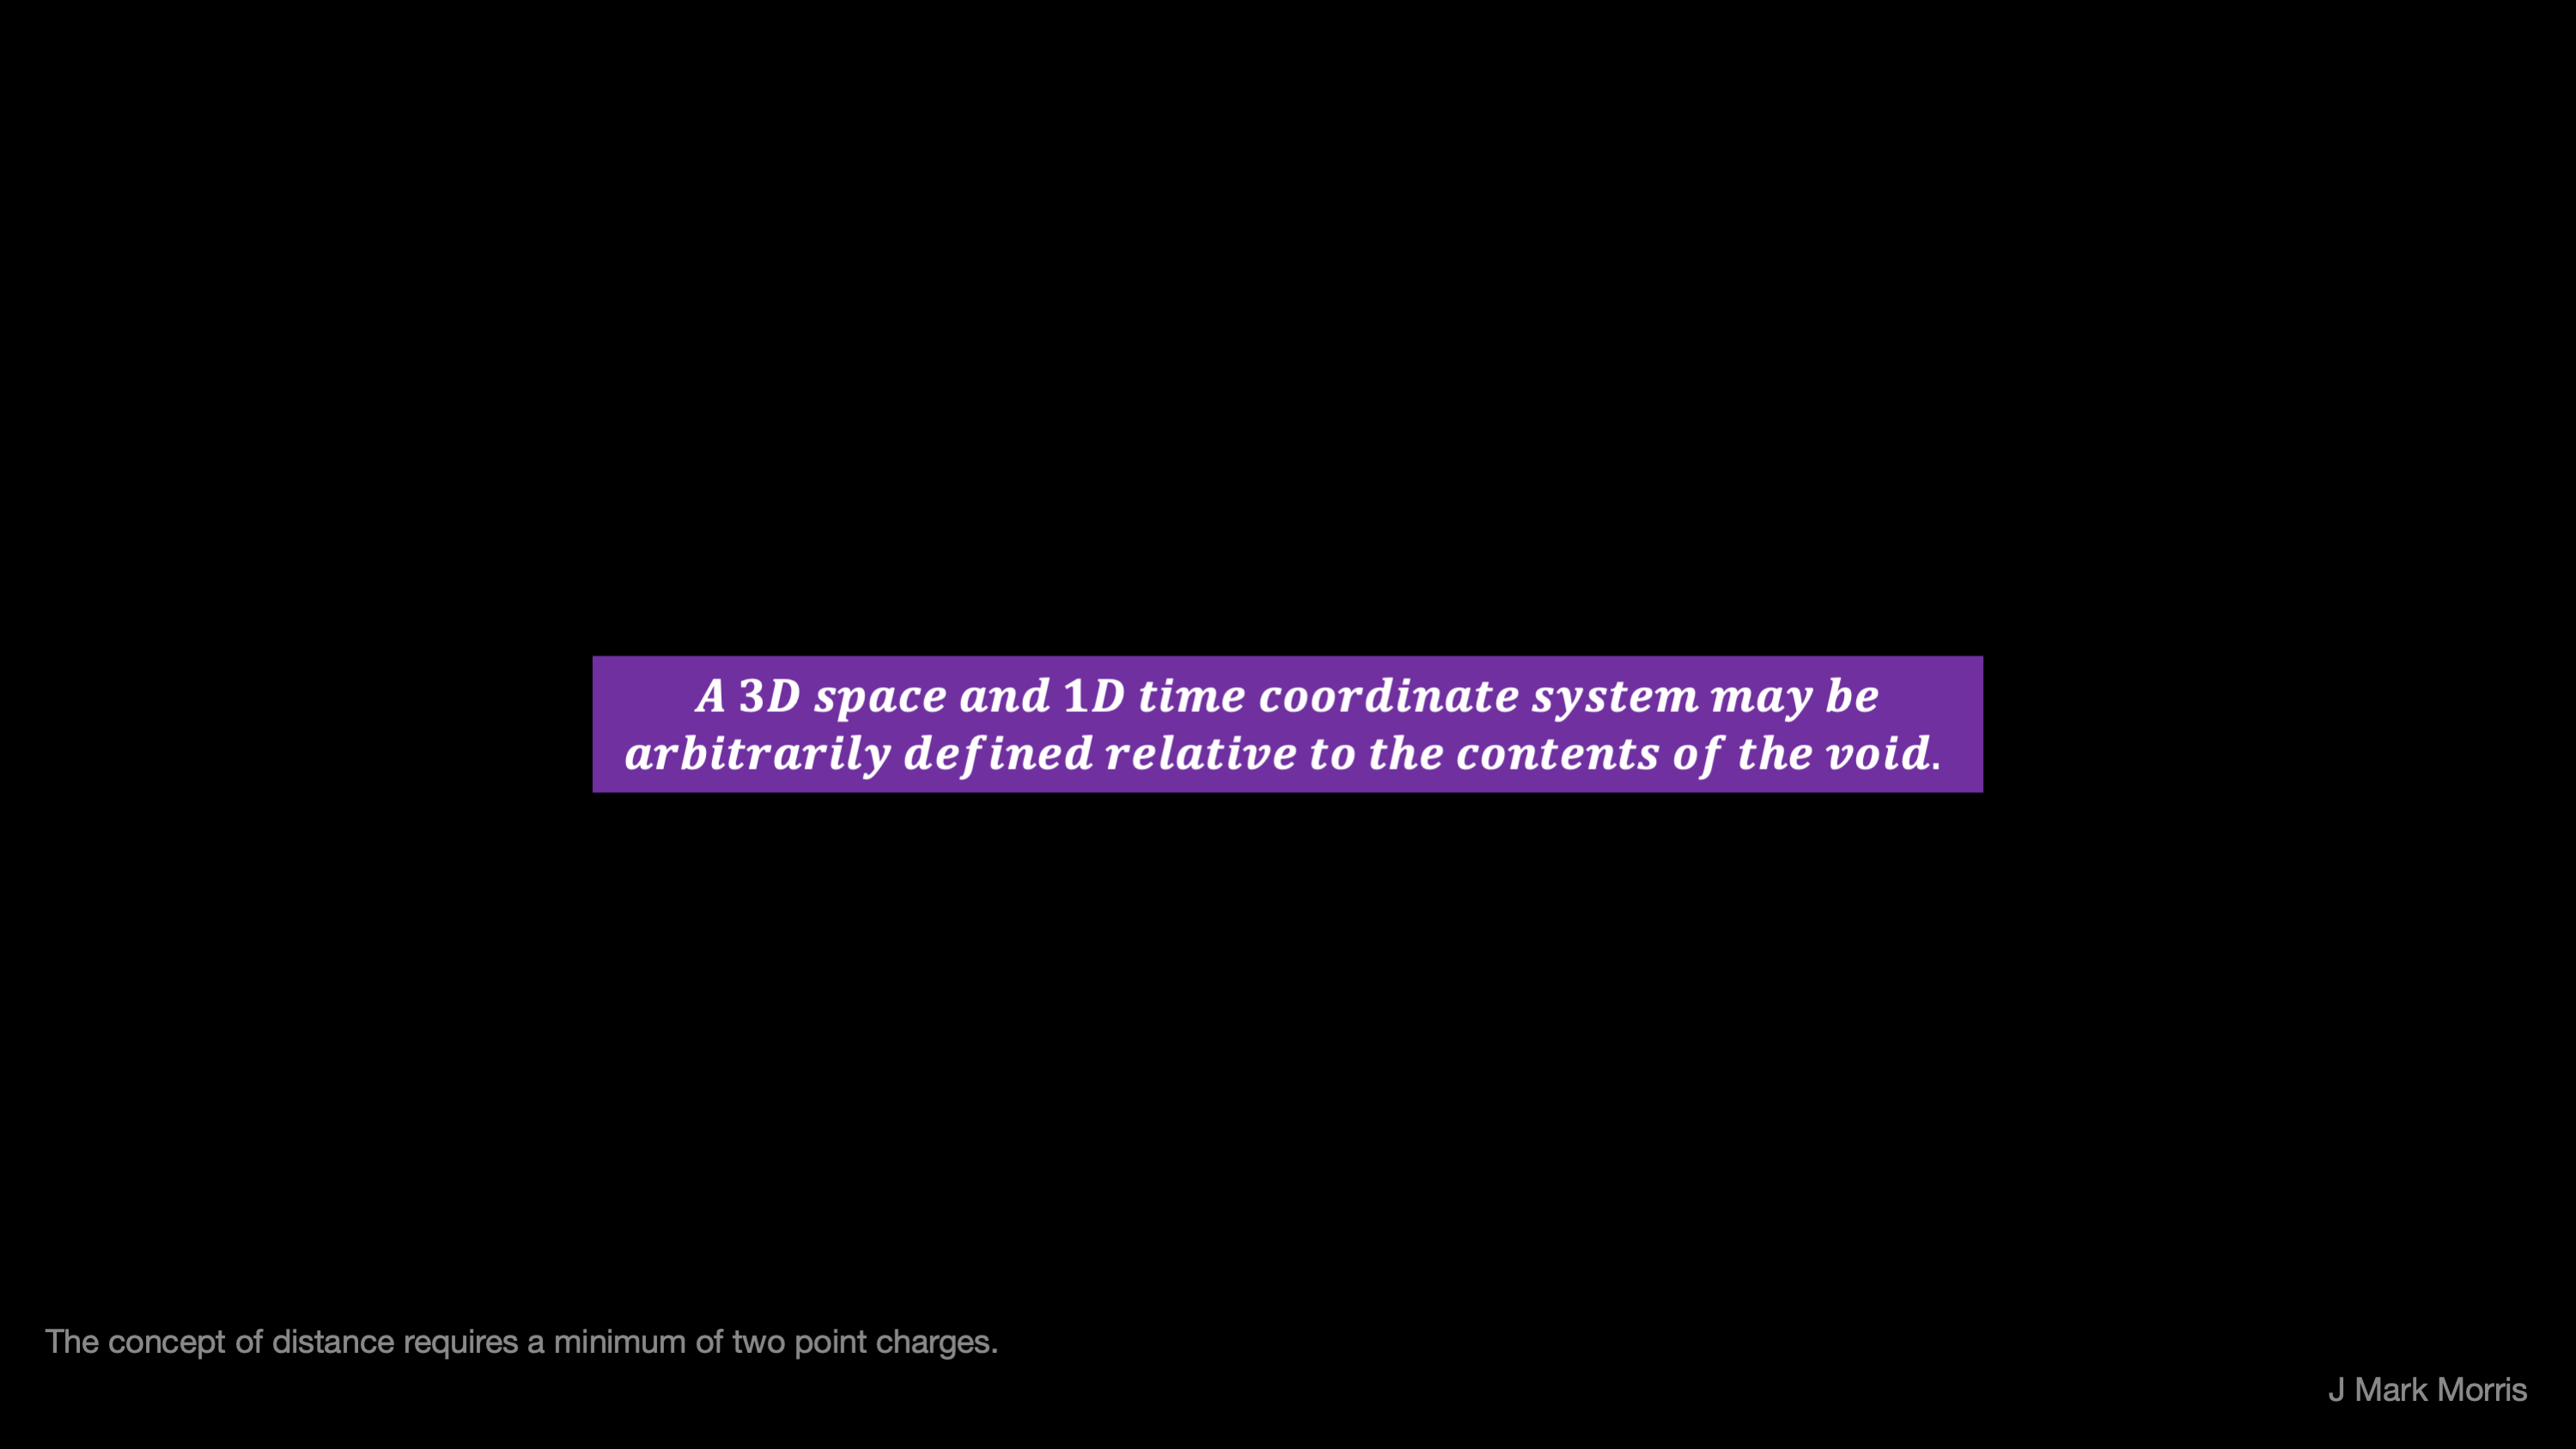 A 3D space and 1D time coordinate system may be
arbitrarily defined relative to the contents of the void.
The concept of distance requires a minimum of two point charges.
J Mark Morris